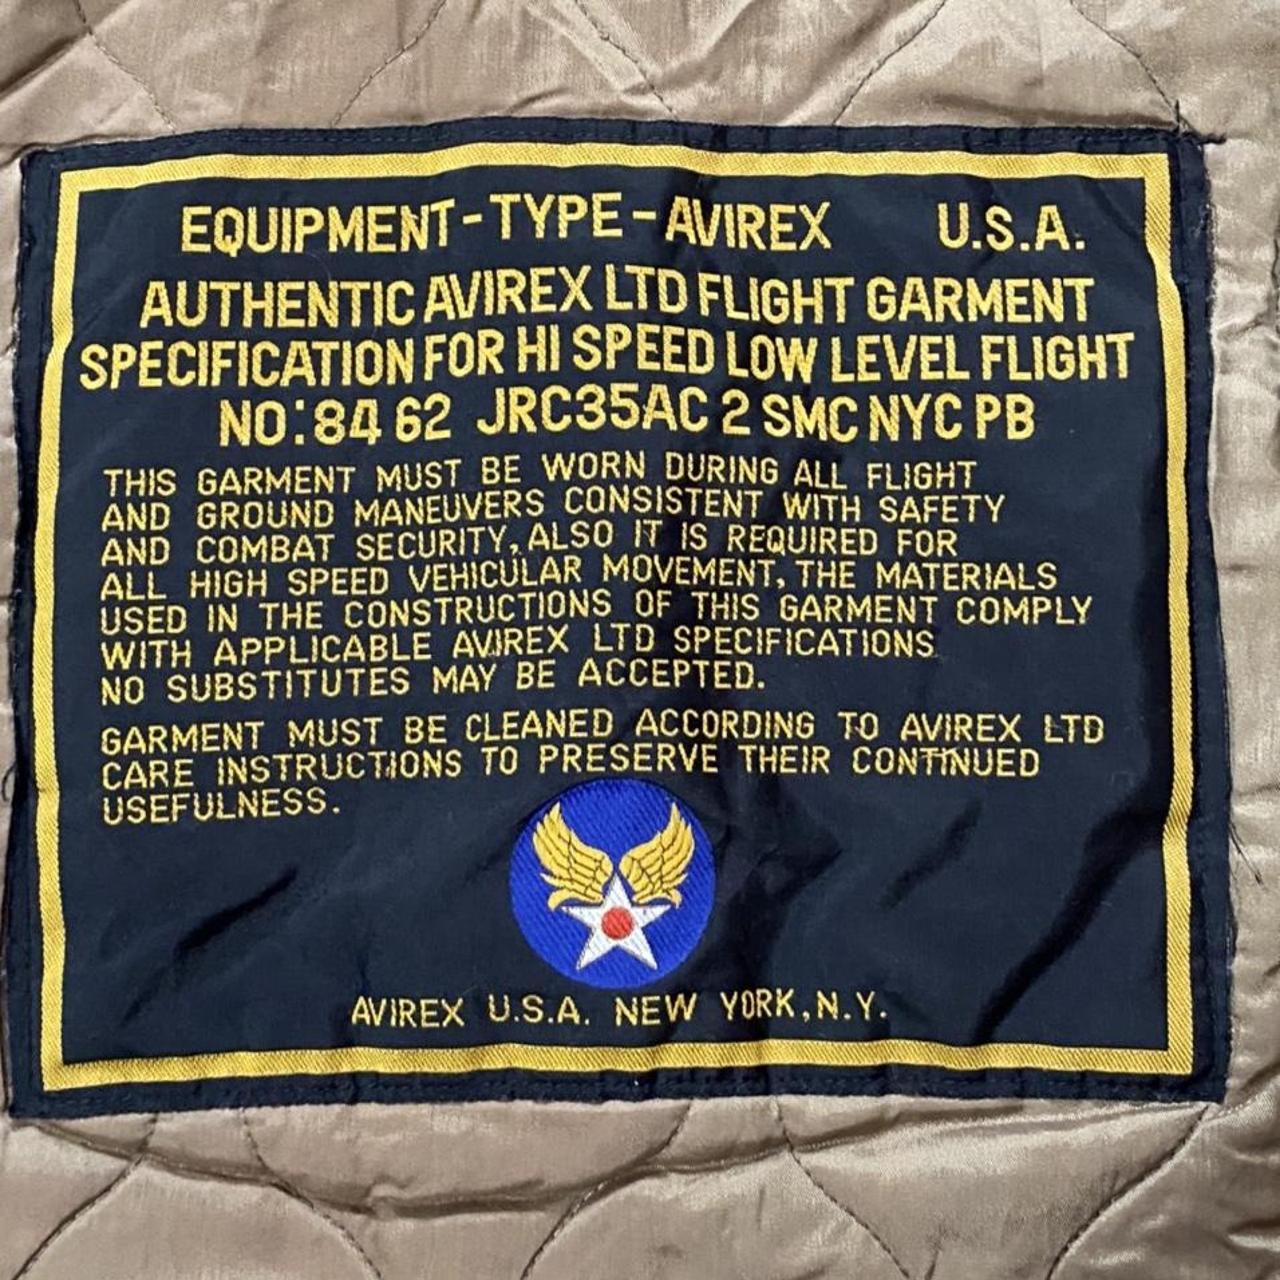 EQUIPMENT-TYPE-AVIREX U.S.A.
AUTHENTIC AVIREX LTD FLIGHT GARMENT
SPECIFICATION FOR HI SPEED LOW LEVEL FLIGHT
NO:84 62 JRC35AC 2 SMC NYC PB
THIS GARMENT MUST BE WORN DURING ALL FLIGHT
AND GROUND MANEUVERS CONSISTENT WITH SAFETY
AND COMBAT SECURITY, ALSO IT IS REQUIRED FOR
ALL HIGH SPEED VEHICULAR MOVEMENT, THE MATERIALS
USED IN THE CONSTRUCTIONS OF THIS GARMENT COMPLY
WITH APPLICABLE AVIREX LTD SPECIFICATIONS
NO SUBSTITUTES MAY BE ACCEPTED.
GARMENT MUST BE CLEANED ACCORDING TO AVIREX LTD
CARE INSTRUCTIONS TO PRESERVE THEIR CONTINUED
USEFULNESS.
AVIREX U.S.A. NEW YORK, N.Y.